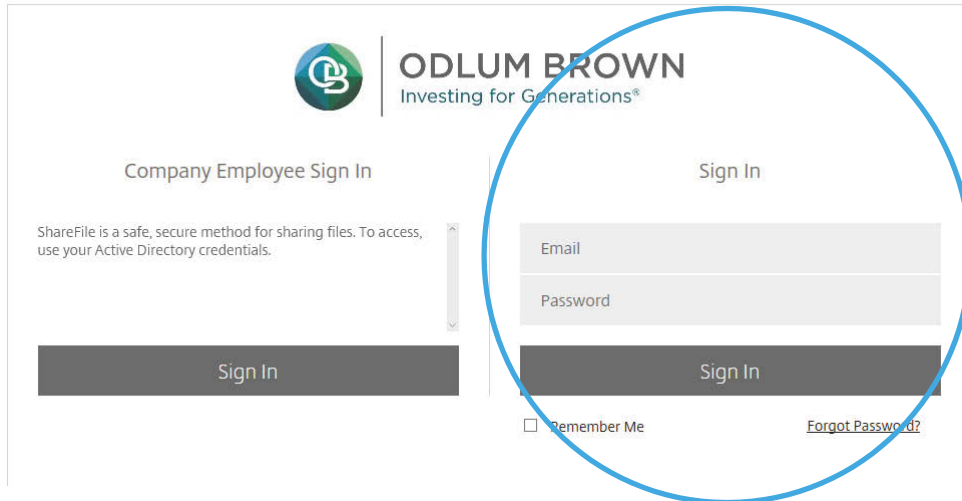 OB
ODLUM BROWN
Investing for Generations®
Company Employee Sign In
ShareFile is a safe, secure method for sharing files. To access,
use your Active Directory credentials.
Sign In
Sign In
Email
Password
Sign In
Remember Me
Forgot Password?